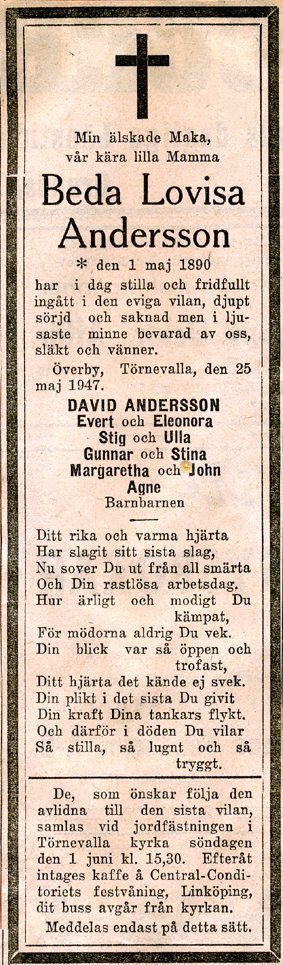 Min älskade Maka,
vår kära lilla Mamma
Beda Lovisa
Andersson
* den 1 maj 1890
har i dag stilla och fridfullt
ingått i den eviga vilan, djupt
sörjd och saknad men i lju-
saste minne bevarad av oss,
släkt och vänner.
Överby, Törnevalla, den 25
maj 1947.
DAVID ANDERSSON
Evert och Eleonora
Stig och Ulla
Gunnar och Stina
Margaretha och John
Agne
Barnbarnen
Ditt rika och varma hjärta
Har slagit sitt sista slag,
Nu sover Du ut från all smärta
Och Din rastlösa arbetsdag.
Hur ärligt och modigt Du
kämpat,
För mödorna aldrig Du vek.
Din blick var så öppen och
trofast,
Ditt hjärta det kände ej svek.
Din plikt i det sista Du givit
Din kraft Dina tankars flykt.
Och därför i döden Du vilar
Så stilla, så lugnt och så
tryggt.
De, som önskar följa den
avlidna till den sista vilan,
samlas vid jordfästningen i
Törnevalla kyrka söndagen
den 1 juni kl. 15,30. Efteråt
intages kaffe å Central-Condi-
toriets festvåning, Linköping,
dit buss avgår från kyrkan.
Meddelas endast på detta sätt.